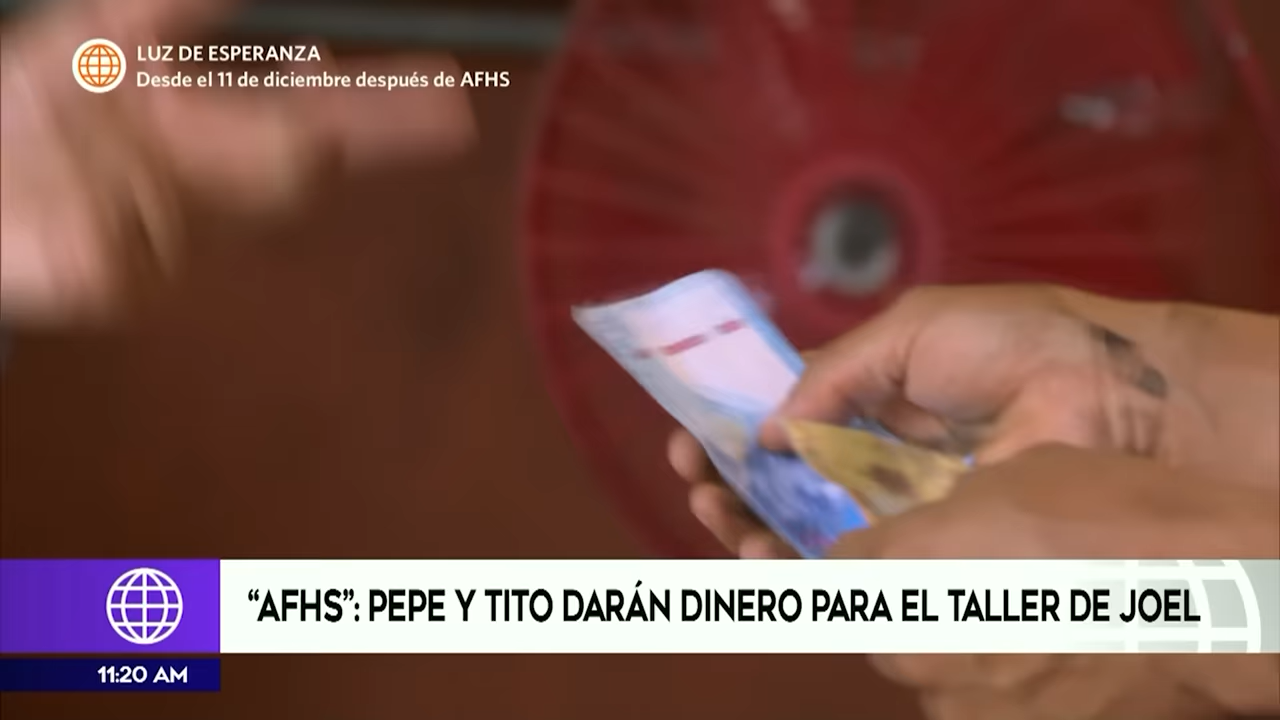 LUZ DE ESPERANZA
Desde el 11 de diciembre después de AFHS
“AFHS”: PEPE Y TITO DARÁN DINERO PARA EL TALLER DE JOEL
11:20 AM